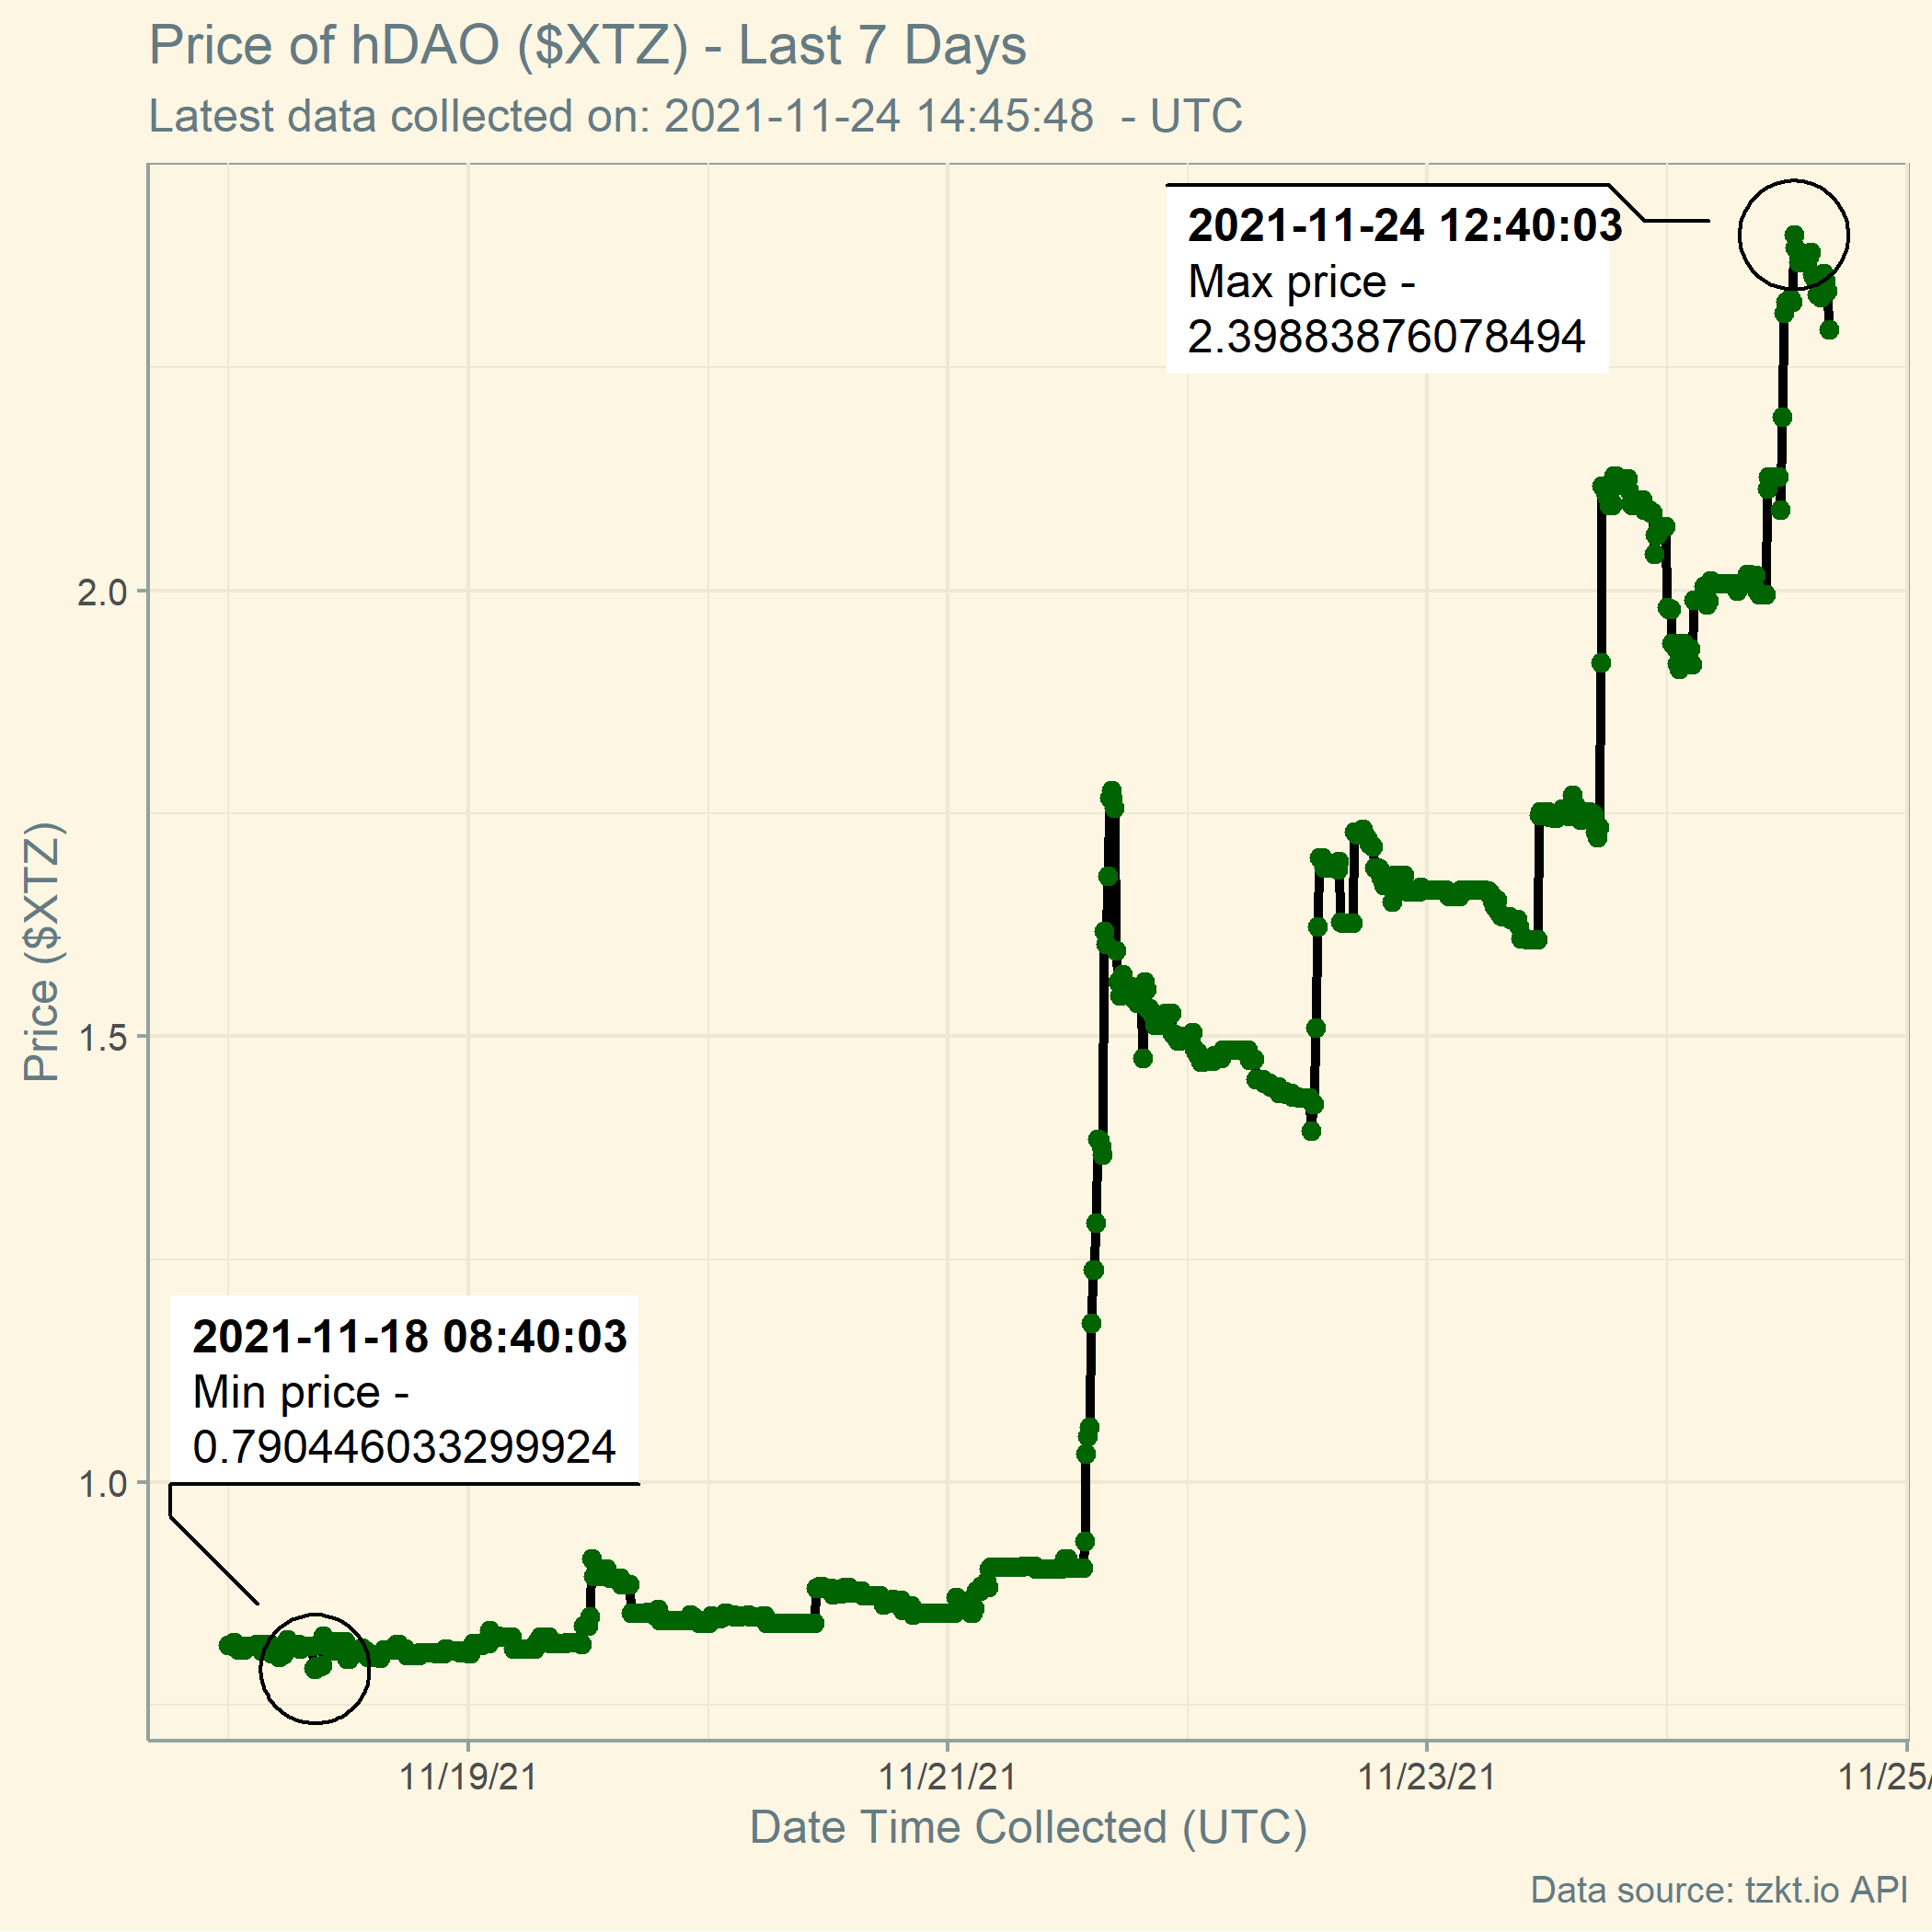 Price of hDAO ($XTZ) - Last 7 Days
Latest data collected on: 2021-11-24 14:45:48  - UTC
2021-11-24 12:40:03
Max price -
2.39883876078494
2.0
1.5
1.0
Price ($XTZ)
2021-11-18 08:40:03
Min price -
0.790446033299924
11/19/21
11/21/21
11/23/21
11/25/
Date Time Collected (UTC)
Data source: tzkt.io API